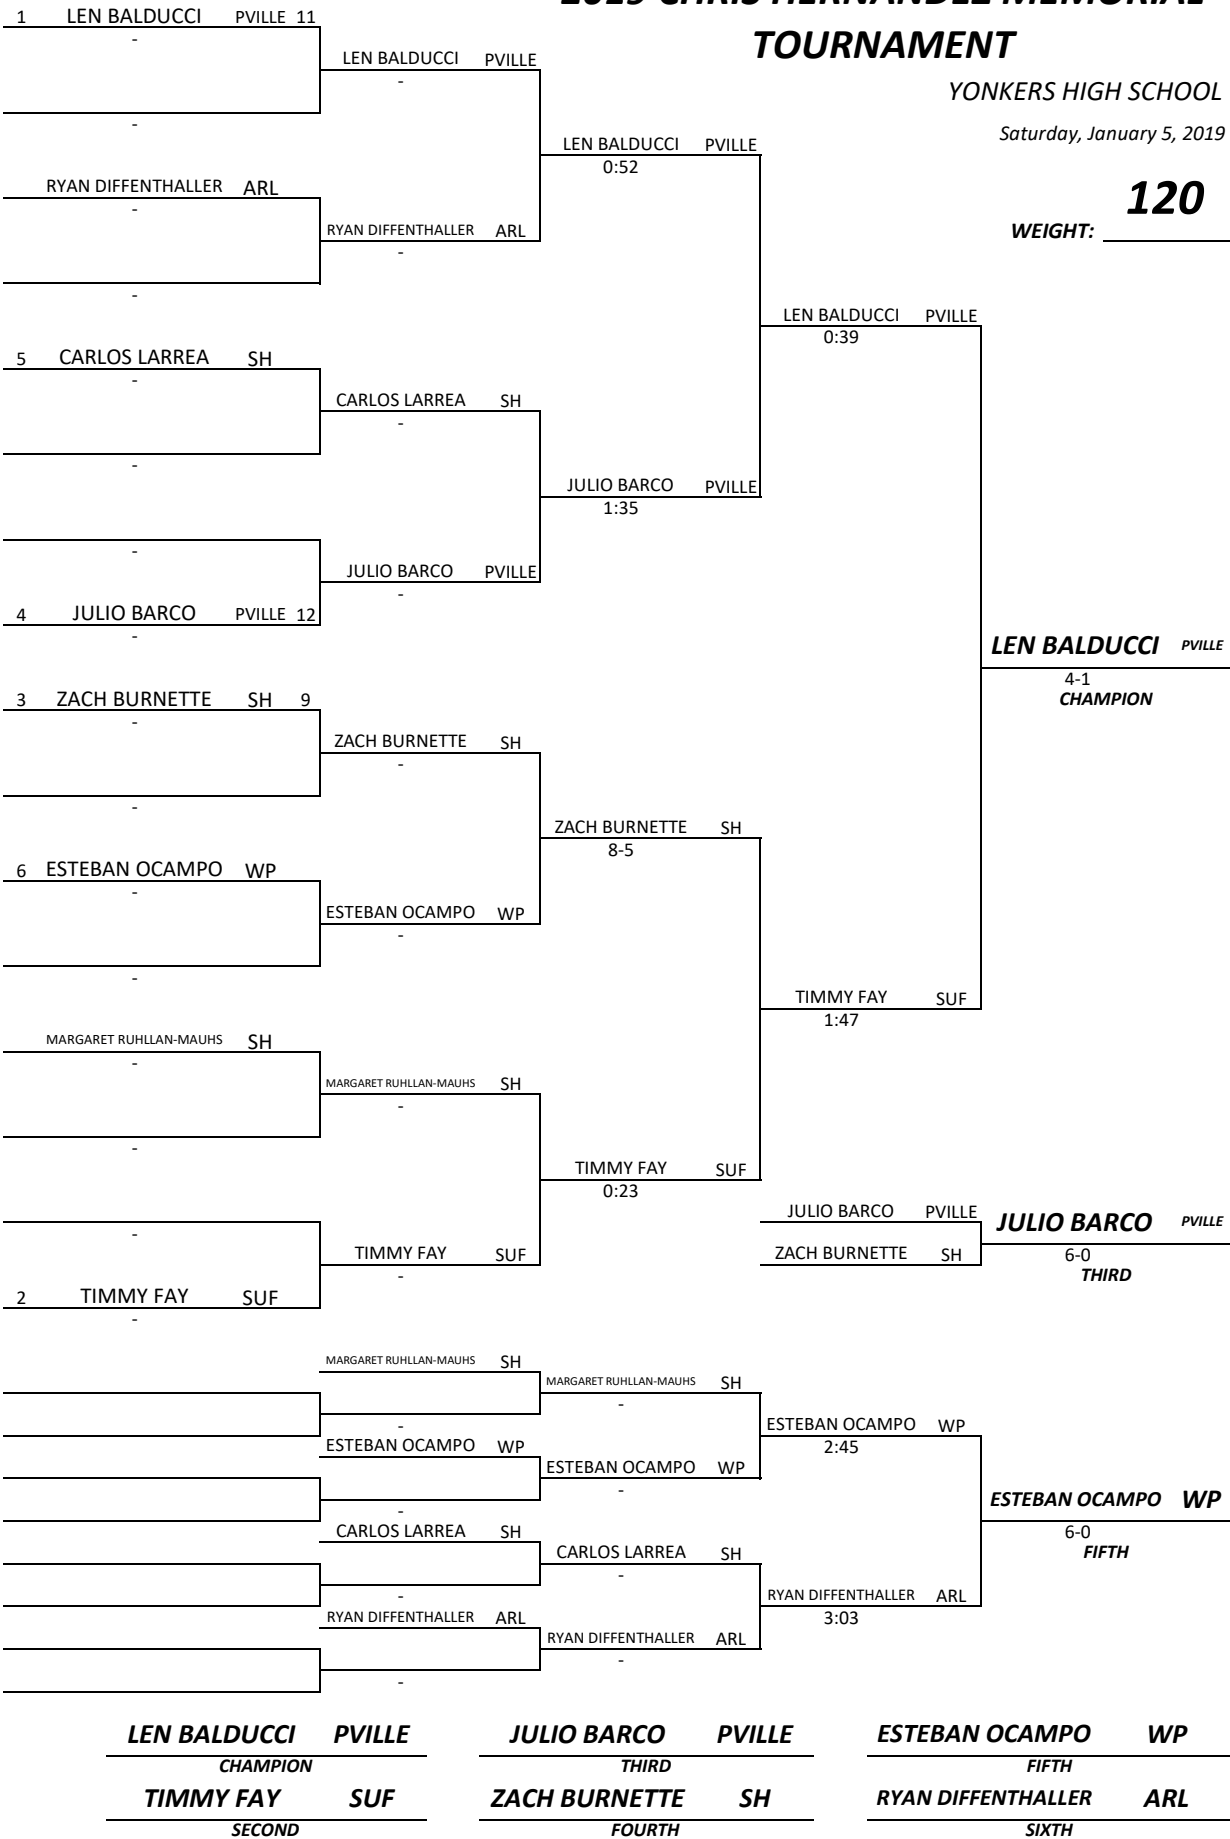 2019 CHRIS HERNANDEZ MEMORIAL
TOURNAMENT
YONKERS HIGH SCHOOL
Saturday, January 5, 2019
WEIGHT: 120
1 LEN BALDUCCI PVILLE 11
-
LEN BALDUCCI PVILLE
-
-
LEN BALDUCCI PVILLE
0:52
RYAN DIFFENTHALLER ARL
-
RYAN DIFFENTHALLER ARL
-
-
LEN BALDUCCI PVILLE
0:39
5 CARLOS LARREA SH
-
CARLOS LARREA SH
-
-
JULIO BARCO PVILLE
1:35
-
JULIO BARCO PVILLE
-
4 JULIO BARCO PVILLE 12
-
LEN BALDUCCI PVILLE
4-1
CHAMPION
3 ZACH BURNETTE SH 9
-
ZACH BURNETTE SH
-
-
ZACH BURNETTE SH
8-5
6 ESTEBAN OCAMPO WP
-
ESTEBAN OCAMPO WP
-
-
TIMMY FAY SUF
1:47
MARGARET RUHLLAN-MAUHS SH
-
MARGARET RUHLLAN-MAUHS SH
-
-
TIMMY FAY SUF
0:23
-
TIMMY FAY SUF
-
2 TIMMY FAY SUF
-
JULIO BARCO PVILLE
ZACH BURNETTE SH
JULIO BARCO PVILLE
6-0
THIRD
MARGARET RUHLLAN-MAUHS SH
MARGARET RUHLLAN-MAUHS SH
-
-
ESTEBAN OCAMPO WP
2:45
ESTEBAN OCAMPO WP
ESTEBAN OCAMPO WP
-
-
ESTEBAN OCAMPO WP
6-0
FIFTH
CARLOS LARREA SH
CARLOS LARREA SH
-
-
RYAN DIFFENTHALLER ARL
3:03
RYAN DIFFENTHALLER ARL
RYAN DIFFENTHALLER ARL
-
-
LEN BALDUCCI PVILLE
CHAMPION
JULIO BARCO PVILLE
THIRD
ESTEBAN OCAMPO WP
FIFTH
TIMMY FAY SUF
SECOND
ZACH BURNETTE SH
FOURTH
RYAN DIFFENTHALLER ARL
SIXTH